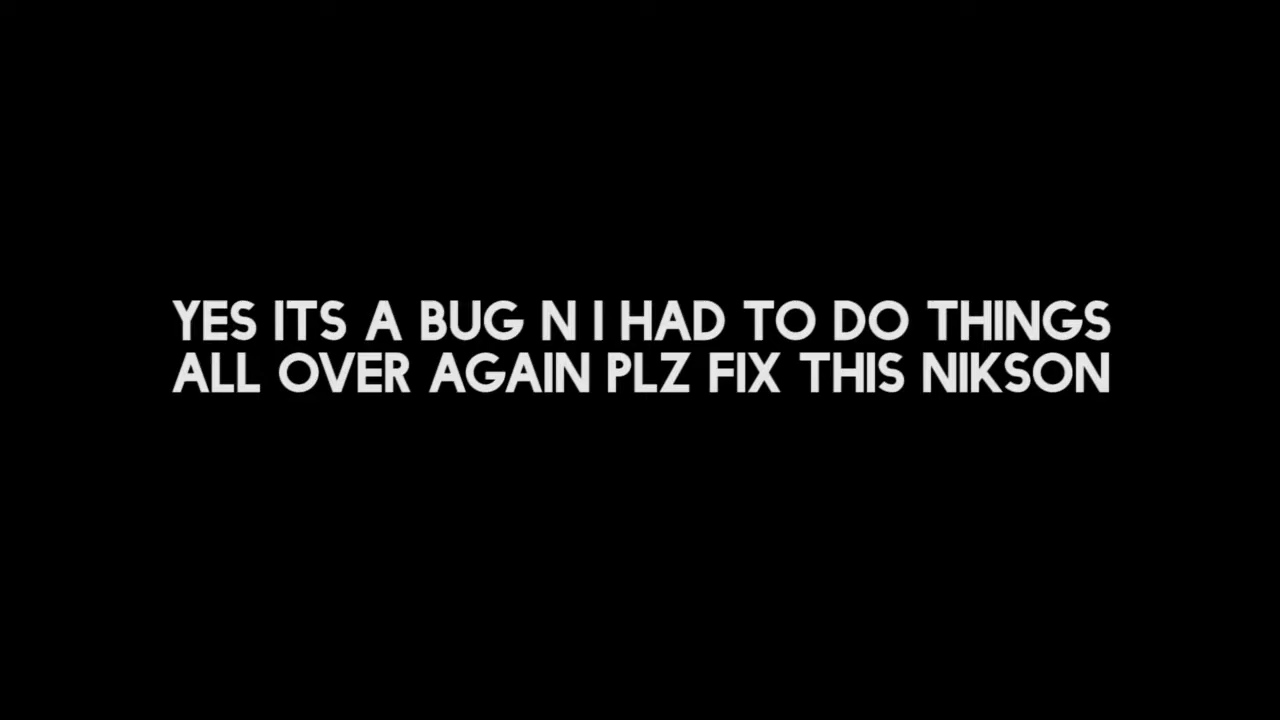 YES ITS A BUG N I HAD TO DO THINGS
ALL OVER AGAIN PLZ FIX THIS NIKSON